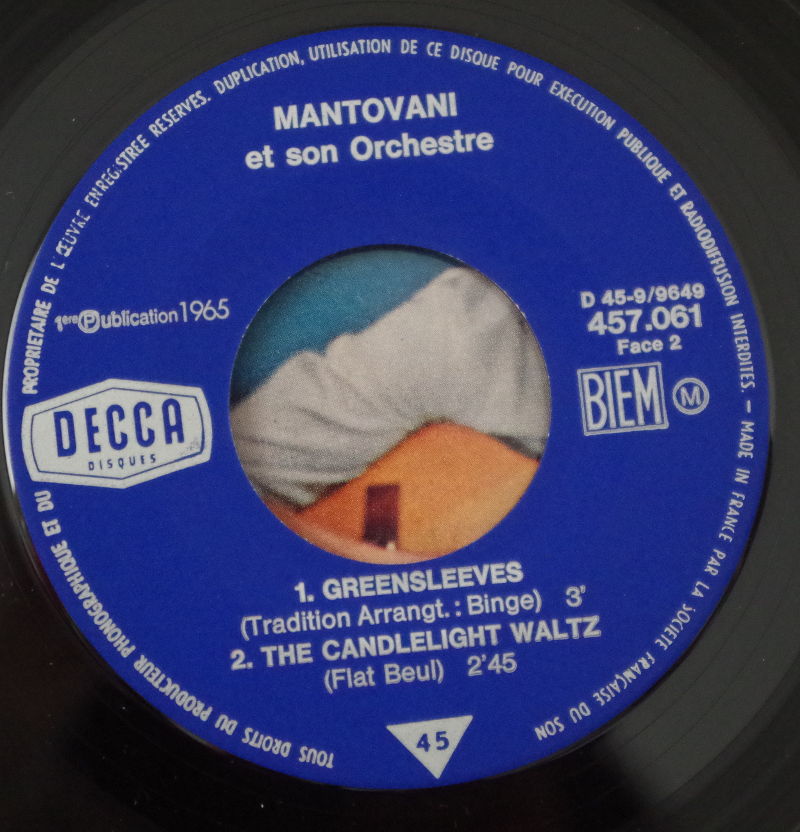 MANTOVANI
et son Orchestre
1ere Publication 1965
D 45-9/9649
457.061
Face 2
DECCA
DISQUES
BIEM
M
1. GREENSLEEVES
(Tradition Arrangt. : Binge) 3'
2. THE CANDLELIGHT WALTZ
(Flat Beul) 2'45
45
TOUS DROITS DU PRODUKTEUR PHONOGRAPHIQUE ET DU PROPRIETAIRE DE L'ŒUVRE ENREGISTREE RESERVES. DUPLICATION, UTILISATION DE CE DISQUE POUR EXECUTION PUBLIQUE ET RADIODIFFUSION INTERDITES. – MADE IN FRANCE PAR LA SOCIETE FRANÇAISE DU SON